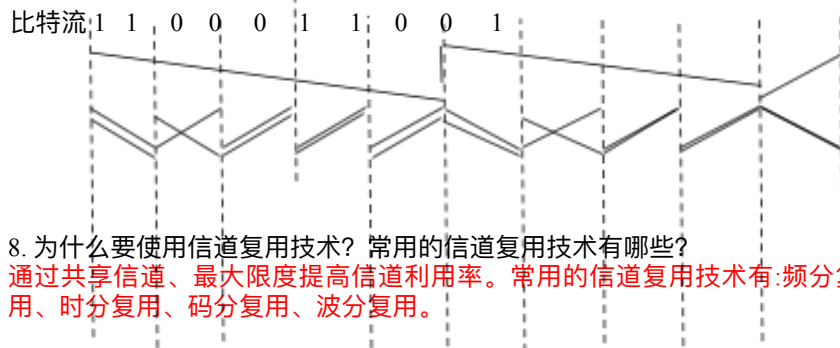 比特流 1 1 0 0 0 1 1 0 0 1
8. 为什么要使用信道复用技术？常用的信道复用技术有哪些？
通过共享信道、最大限度提高信道利用率。常用的信道复用技术有:频分复
用、时分复用、码分复用、波分复用。